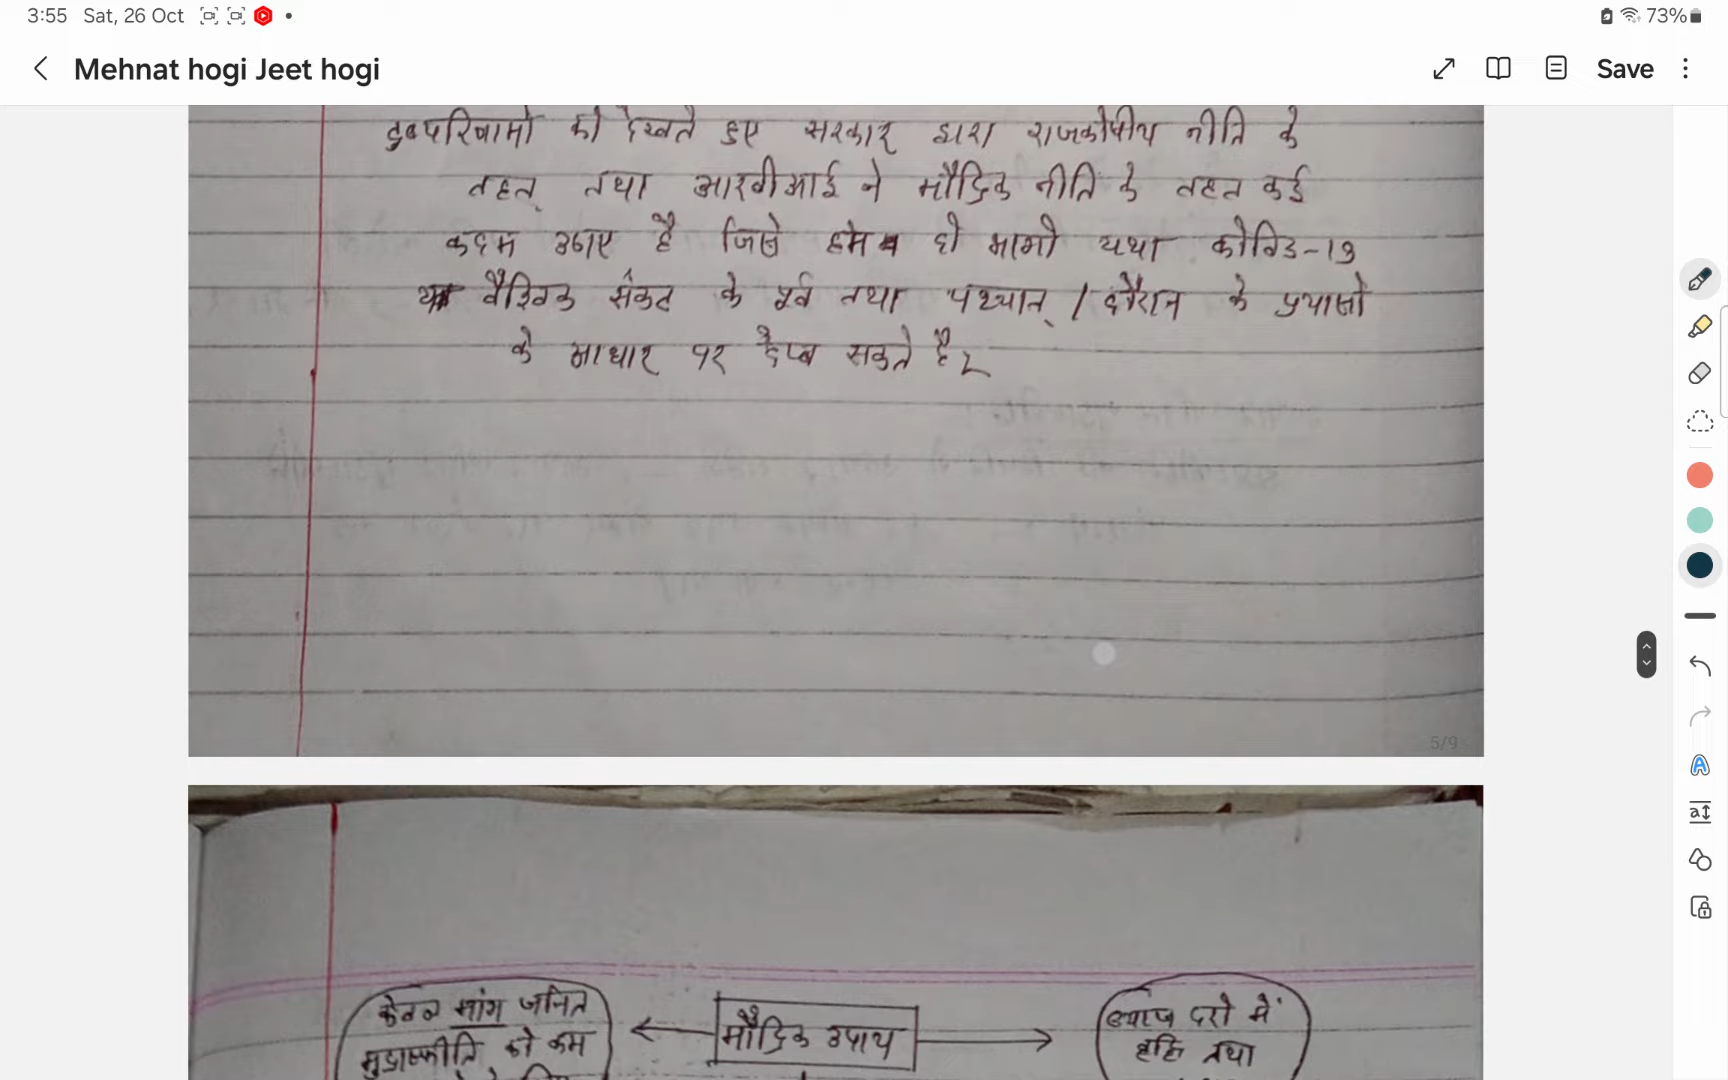 3:55 Sat, 26 Oct
73%
Mehnat hogi Jeet hogi
Save
दुष्परिणामो को देखते हुए सरकार द्वारा राजकोषीय नीति के
तहत् तथा आरबीआई ने मौद्रिक नीति के तहत कई
कदम उठाए है जिसे हम दो भागो यथा कोविड-19
वैश्विक संकट के पूर्व तथा पश्चात् / दौरान के प्रयासो
के आधार पर देख सकते है।
5/9
केवल मांग जनित
मुद्रास्फीति को कम
मौद्रिक उपाय
ब्याज दरो में
वृद्धि तथा